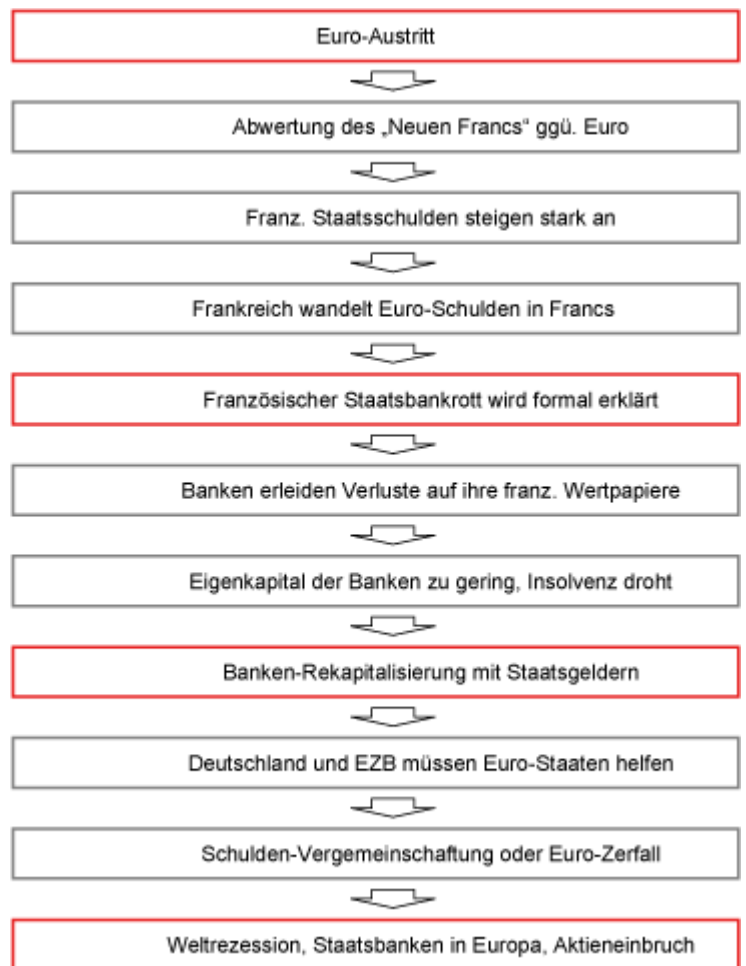 Euro-Austritt
Abwertung des „Neuen Francs“ ggü. Euro
Franz. Staatsschulden steigen stark an
Frankreich wandelt Euro-Schulden in Francs
Französischer Staatsbankrott wird formal erklärt
Banken erleiden Verluste auf ihre franz. Wertpapiere
Eigenkapital der Banken zu gering, Insolvenz droht
Banken-Rekapitalisierung mit Staatsgeldern
Deutschland und EZB müssen Euro-Staaten helfen
Schulden-Vergemeinschaftung oder Euro-Zerfall
Weltrezession, Staatsbanken in Europa, Aktieneinbruch